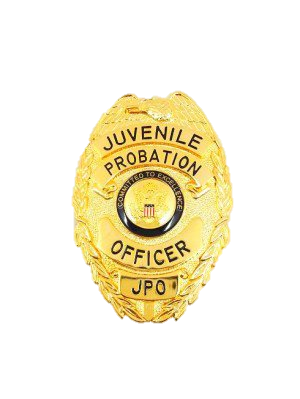 JUVENILE
PROBATION
COMMITTED TO EXCELLENCE
OFFICER
JPO